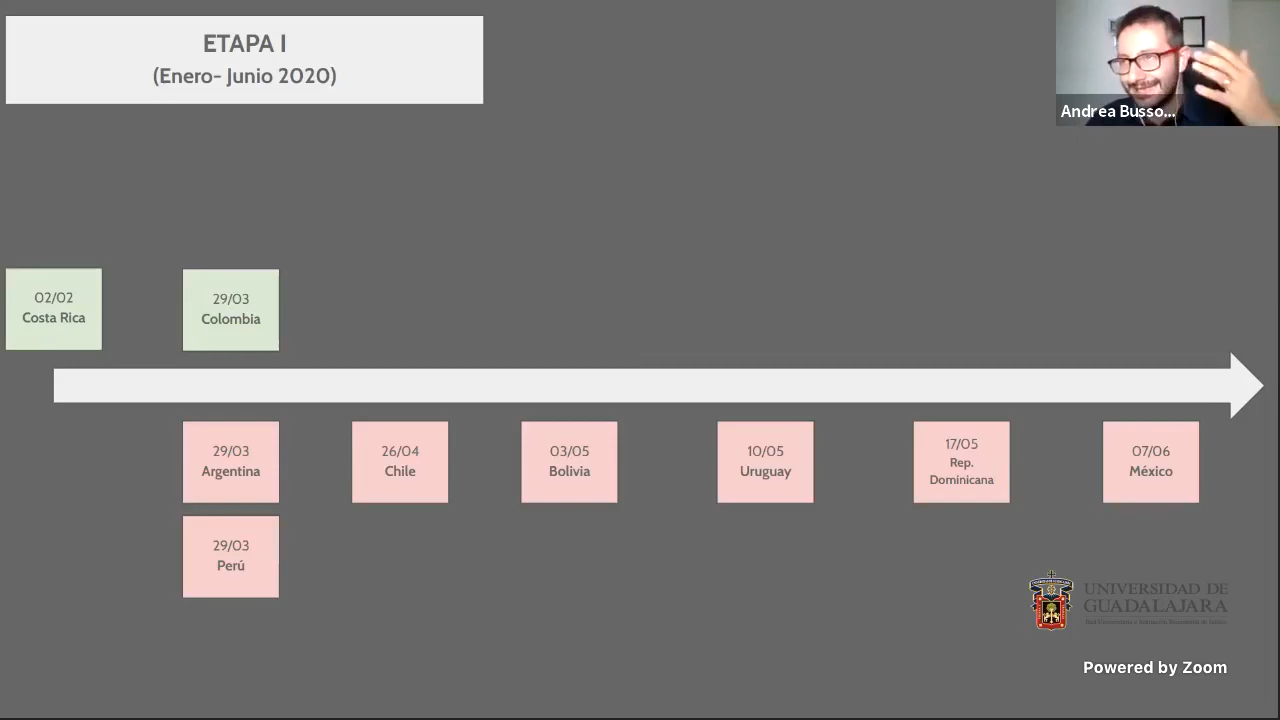 ETAPA I
(Enero- Junio 2020)
Andrea Busso...
02/02
Costa Rica
29/03
Colombia
29/03
Argentina
26/04
Chile
03/05
Bolivia
10/05
Uruguay
17/05
Rep.
Dominicana
07/06
México
29/03
Perú
UNIVERSIDAD DE
GUADALAJARA
Powered by Zoom